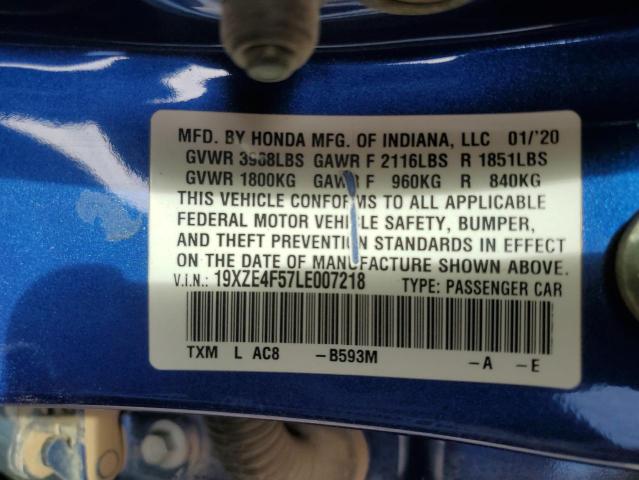 MFD. BY HONDA MFG. OF INDIANA, LLC 01/'20
GVWR 3968LBS GAWR F 2116LBS R 1851LBS
GVWR 1800KG GAWR F 960KG R 840KG
THIS VEHICLE CONFORMS TO ALL APPLICABLE
FEDERAL MOTOR VEHICLE SAFETY, BUMPER,
AND THEFT PREVENTION STANDARDS IN EFFECT
ON THE DATE OF MANUFACTURE SHOWN ABOVE.
V.I.N.: 19XZE4F57LE007218 TYPE: PASSENGER CAR
TXM L AC8 -B593M -A -E